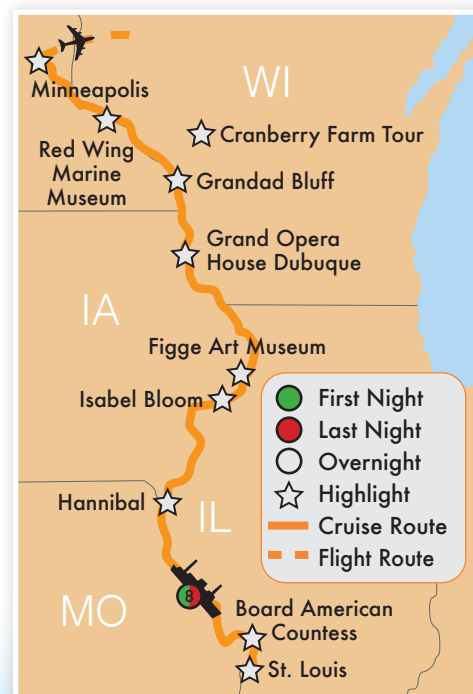 WI
Minneapolis
Cranberry Farm Tour
Red Wing
Marine
Museum
Grandad Bluff
Grand Opera
House Dubuque
IA
Figge Art Museum
Isabel Bloom
First Night
Last Night
Overnight
Highlight
Cruise Route
Flight Route
Hannibal
IL
8
MO
Board American
Countess
St. Louis